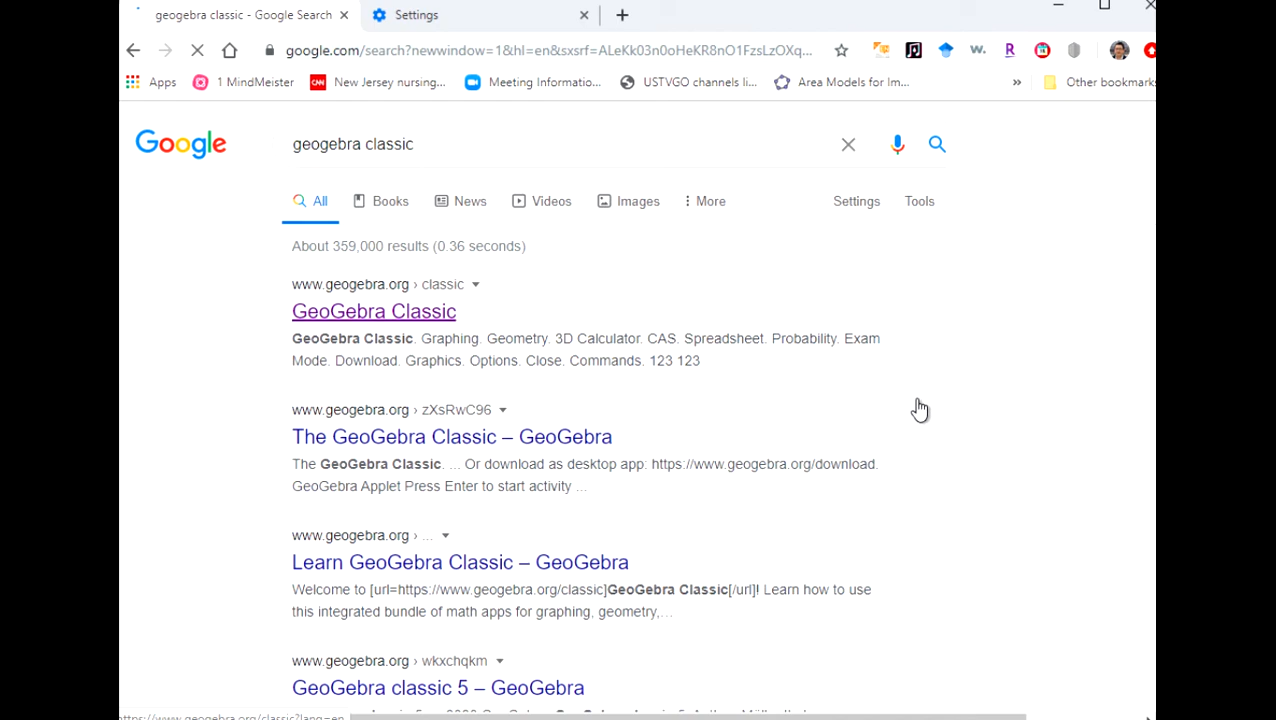 geogebra classic - Google Search
Settings
google.com/search?newwindow=1&hl=en&sxsrf=ALeKk03n0oHeKR8nO1FzsLzOXq...
Apps 1 MindMeister New Jersey nursing... Meeting Informatio... USTVGO channels li... Area Models for Im... » Other bookmarks
Google
geogebra classic
All Books News Videos Images More Settings Tools
About 359,000 results (0.36 seconds)
www.geogebra.org › classic
GeoGebra Classic
GeoGebra Classic. Graphing. Geometry. 3D Calculator. CAS. Spreadsheet. Probability. Exam
Mode. Download. Graphics. Options. Close. Commands. 123 123
www.geogebra.org › zXsRwC96
The GeoGebra Classic – GeoGebra
The GeoGebra Classic. ... Or download as desktop app: https://www.geogebra.org/download.
GeoGebra Applet Press Enter to start activity ...
www.geogebra.org › ...
Learn GeoGebra Classic – GeoGebra
Welcome to [url=https://www.geogebra.org/classic]GeoGebra Classic[/url]! Learn how to use
this integrated bundle of math apps for graphing, geometry,...
www.geogebra.org › wkxchqkm
GeoGebra classic 5 – GeoGebra
https://www.geogebra.org/classic?lang=en